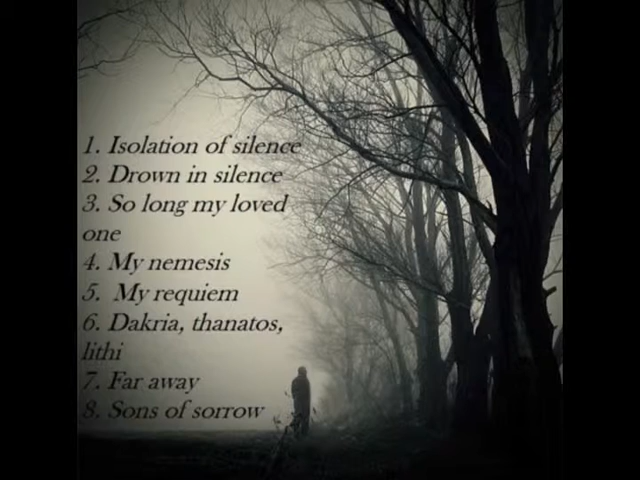 1. Isolation of silence
2. Drown in silence
3. So long my loved
one
4. My nemesis
5. My requiem
6. Dakria, thanatos,
lithi
7. Far away
8. Sons of sorrow